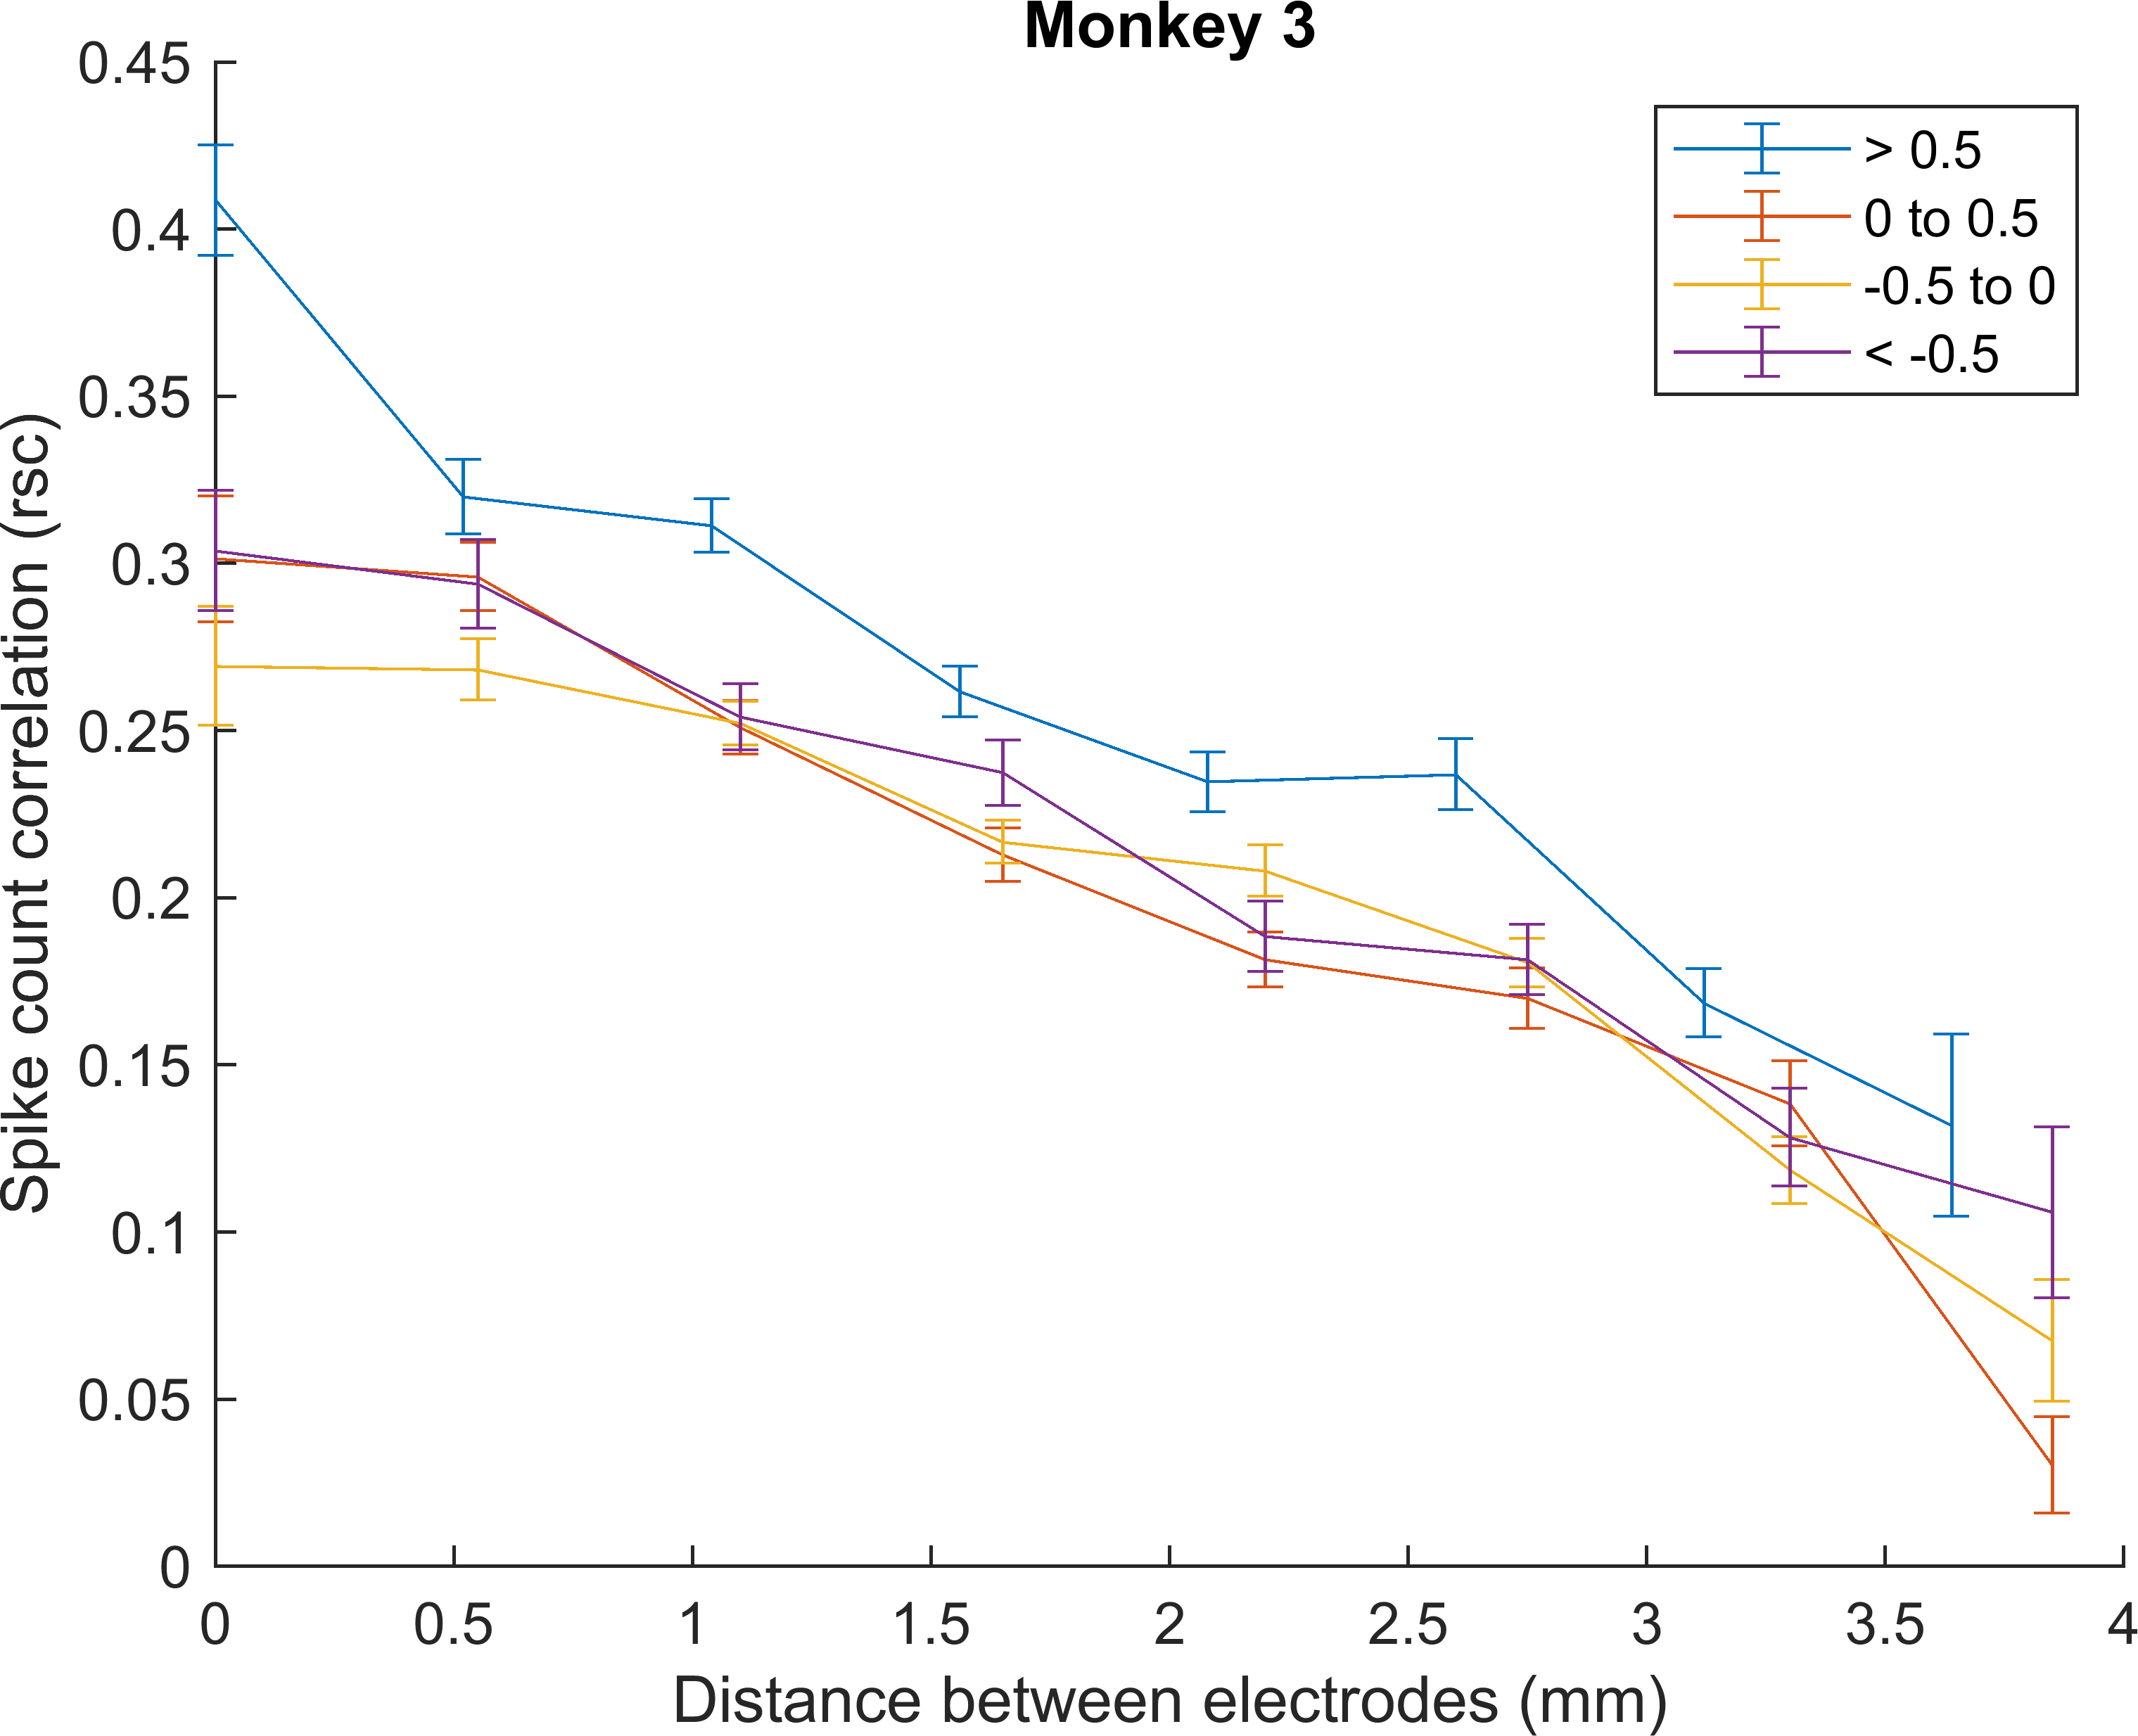 Monkey 3
0.45
0.4
0.35
0.3
0.25
0.2
0.15
0.1
0.05
0
Spike count correlation (rsc)
> 0.5
0 to 0.5
-0.5 to 0
< -0.5
0 0.5 1 1.5 2 2.5 3 3.5 4
Distance between electrodes (mm)